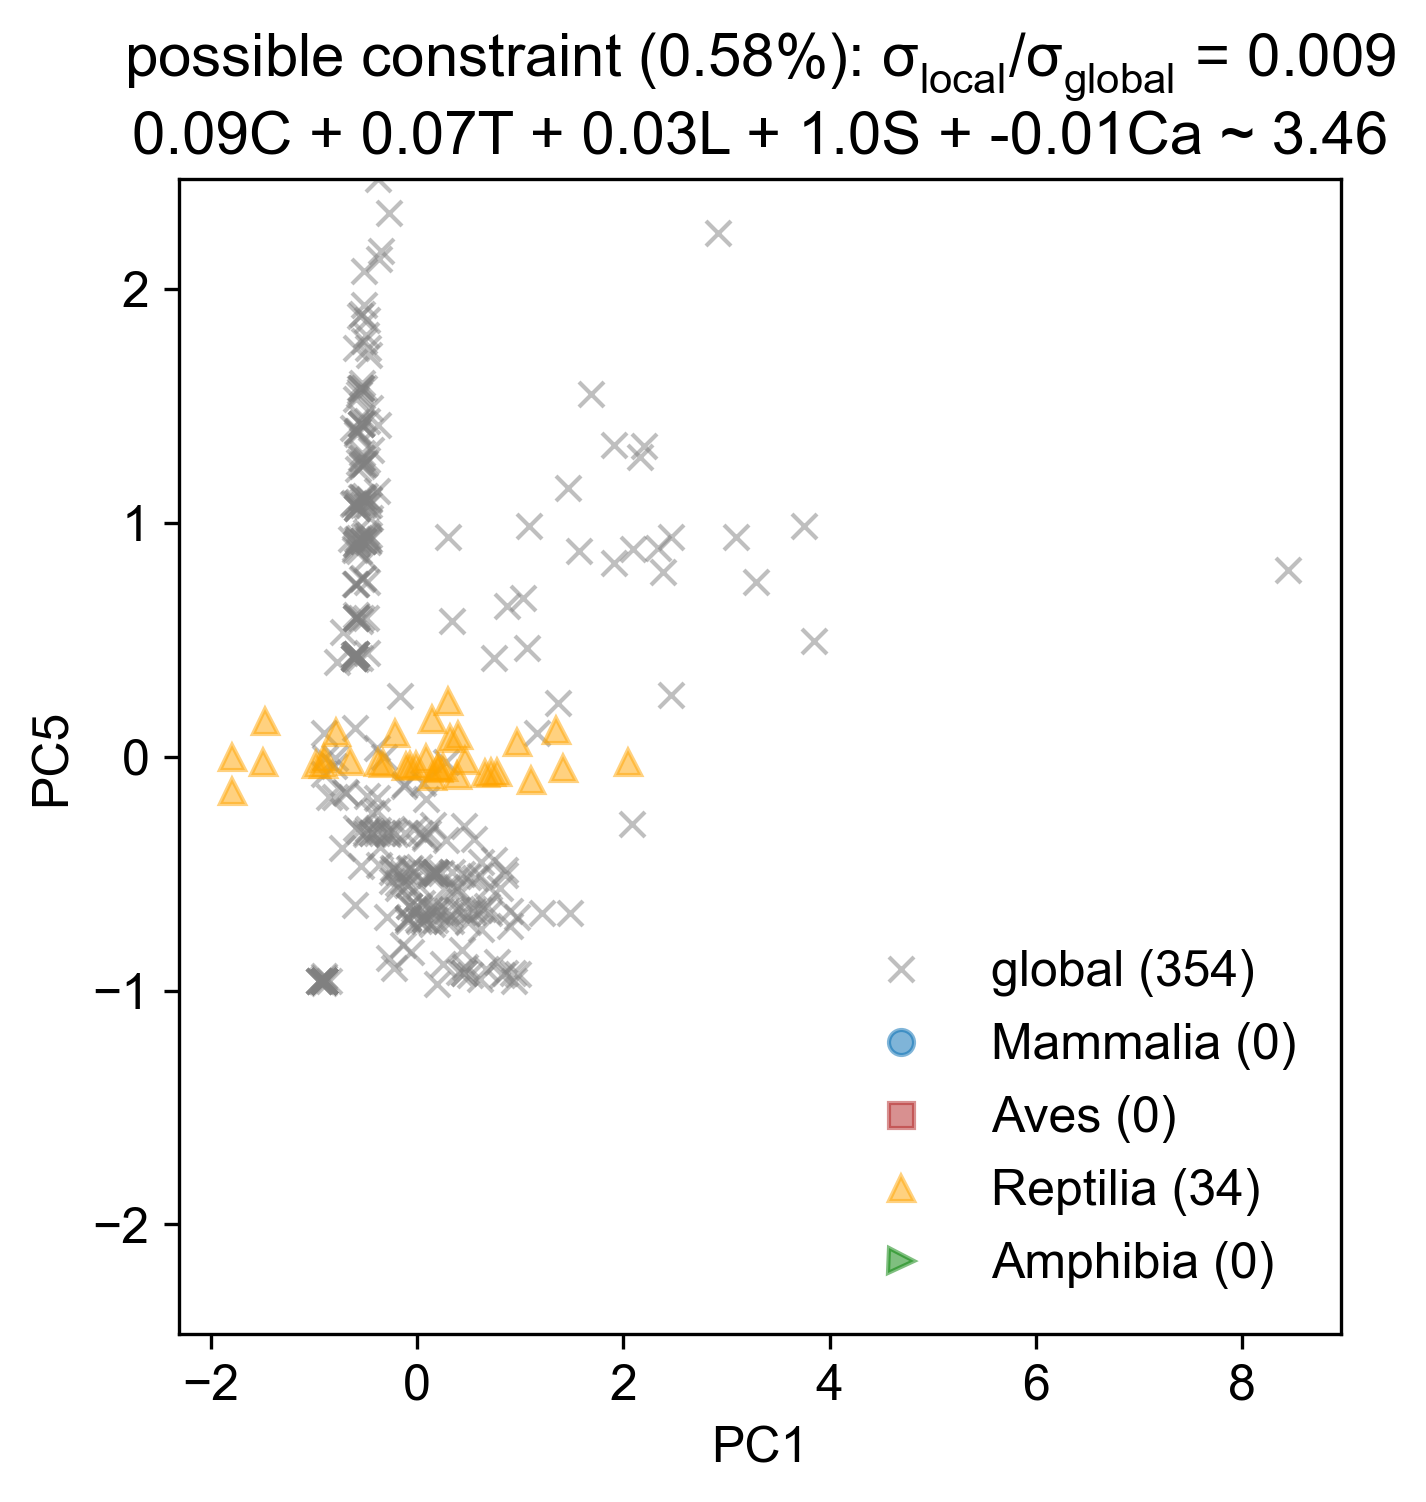 possible constraint (0.58%): σlocal/σglobal = 0.009
0.09C + 0.07T + 0.03L + 1.0S + -0.01Ca ~ 3.46
2
1
0
−1
−2
PC5
global (354)
Mammalia (0)
Aves (0)
Reptilia (34)
Amphibia (0)
−2 0 2 4 6 8
PC1